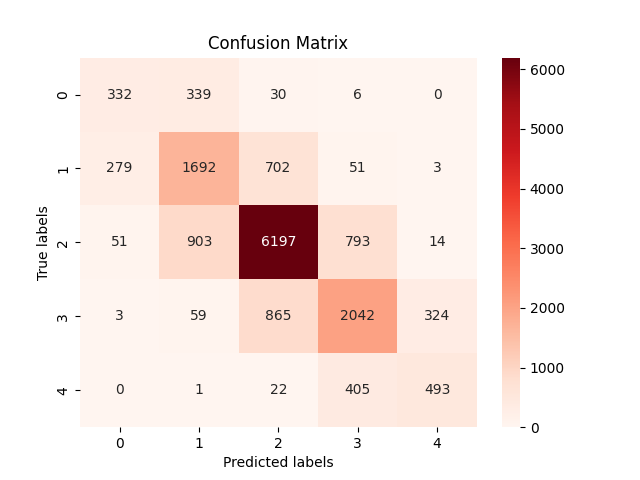 Confusion Matrix
0 332 339 30 6 0
1 279 1692 702 51 3
2 51 903 6197 793 14
3 3 59 865 2042 324
4 0 1 22 405 493
0 1 2 3 4
True labels
Predicted labels
6000
5000
4000
3000
2000
1000
0